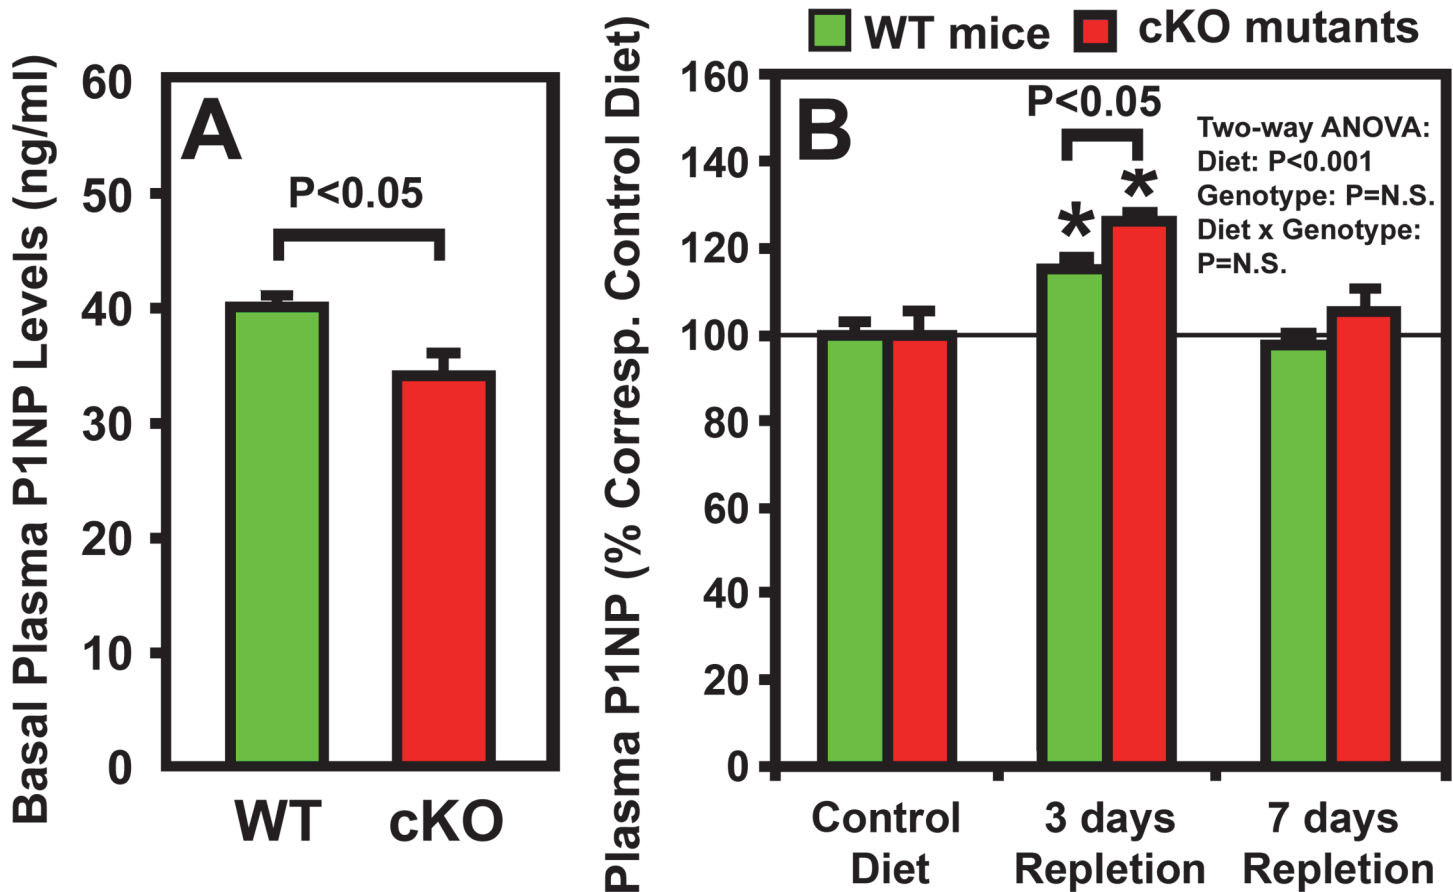 Basal Plasma P1NP Levels (ng/ml)
60
50
40
30
20
10
0
A
P<0.05
WT
cKO
WT mice
cKO mutants
Plasma P1NP (% Corresp. Control Diet)
160
140
120
100
80
60
40
20
0
B
P<0.05
*
*
Two-way ANOVA:
Diet: P<0.001
Genotype: P=N.S.
Diet x Genotype:
P=N.S.
Control
Diet
3 days
Repletion
7 days
Repletion